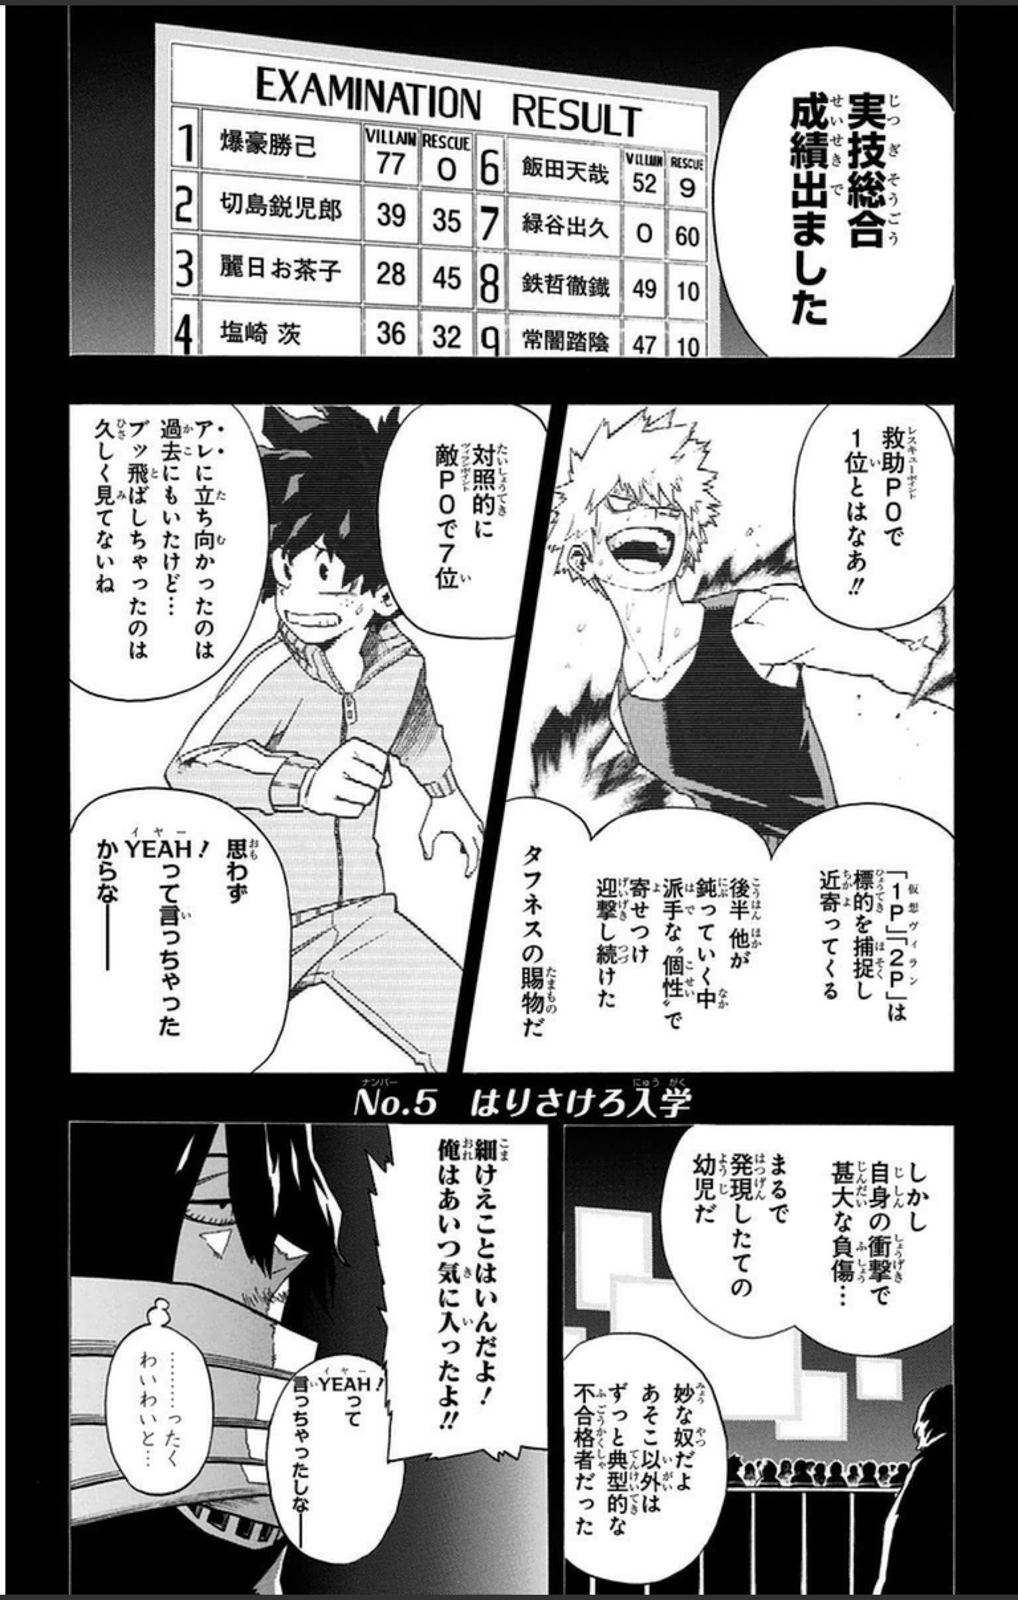 実技総合
成績出ました
EXAMINATION RESULT
VILLAIN RESCUE
1 爆豪勝己 77 0
2 切島鋭児郎 39 35
3 麗日お茶子 28 45
4 塩崎 茨 36 32
VILLAIN RESCUE
6 飯田天哉 52 9
7 緑谷出久 0 60
8 鉄哲徹鐵 49 10
9 常闇踏陰 47 10
救助P0で
1位とはなあ!!
「1P」「2P」は
標的を捕捉し
近寄ってくる
後半 他が
鈍っていく中
派手な“個性”で
寄せつけ
迎撃し続けた
タフネスの賜物だ
対照的に
敵P0で7位
アレに立ち向かったのは
過去にもいたけど…
ブッ飛ばしちゃったのは
久しく見てないね
思わず
YEAH!って言っちゃった
からな――
No.5 はりさけろ入学
しかし
自身の衝撃で
甚大な負傷…
まるで
発現したての
幼児だ
妙な奴だよ
あそこ以外は
ずっと典型的な
不合格者だった
細けえことはいんだよ!
俺はあいつ気に入ったよ!!
YEAH!って
言っちゃったしな――
………ったく
わいわいと…